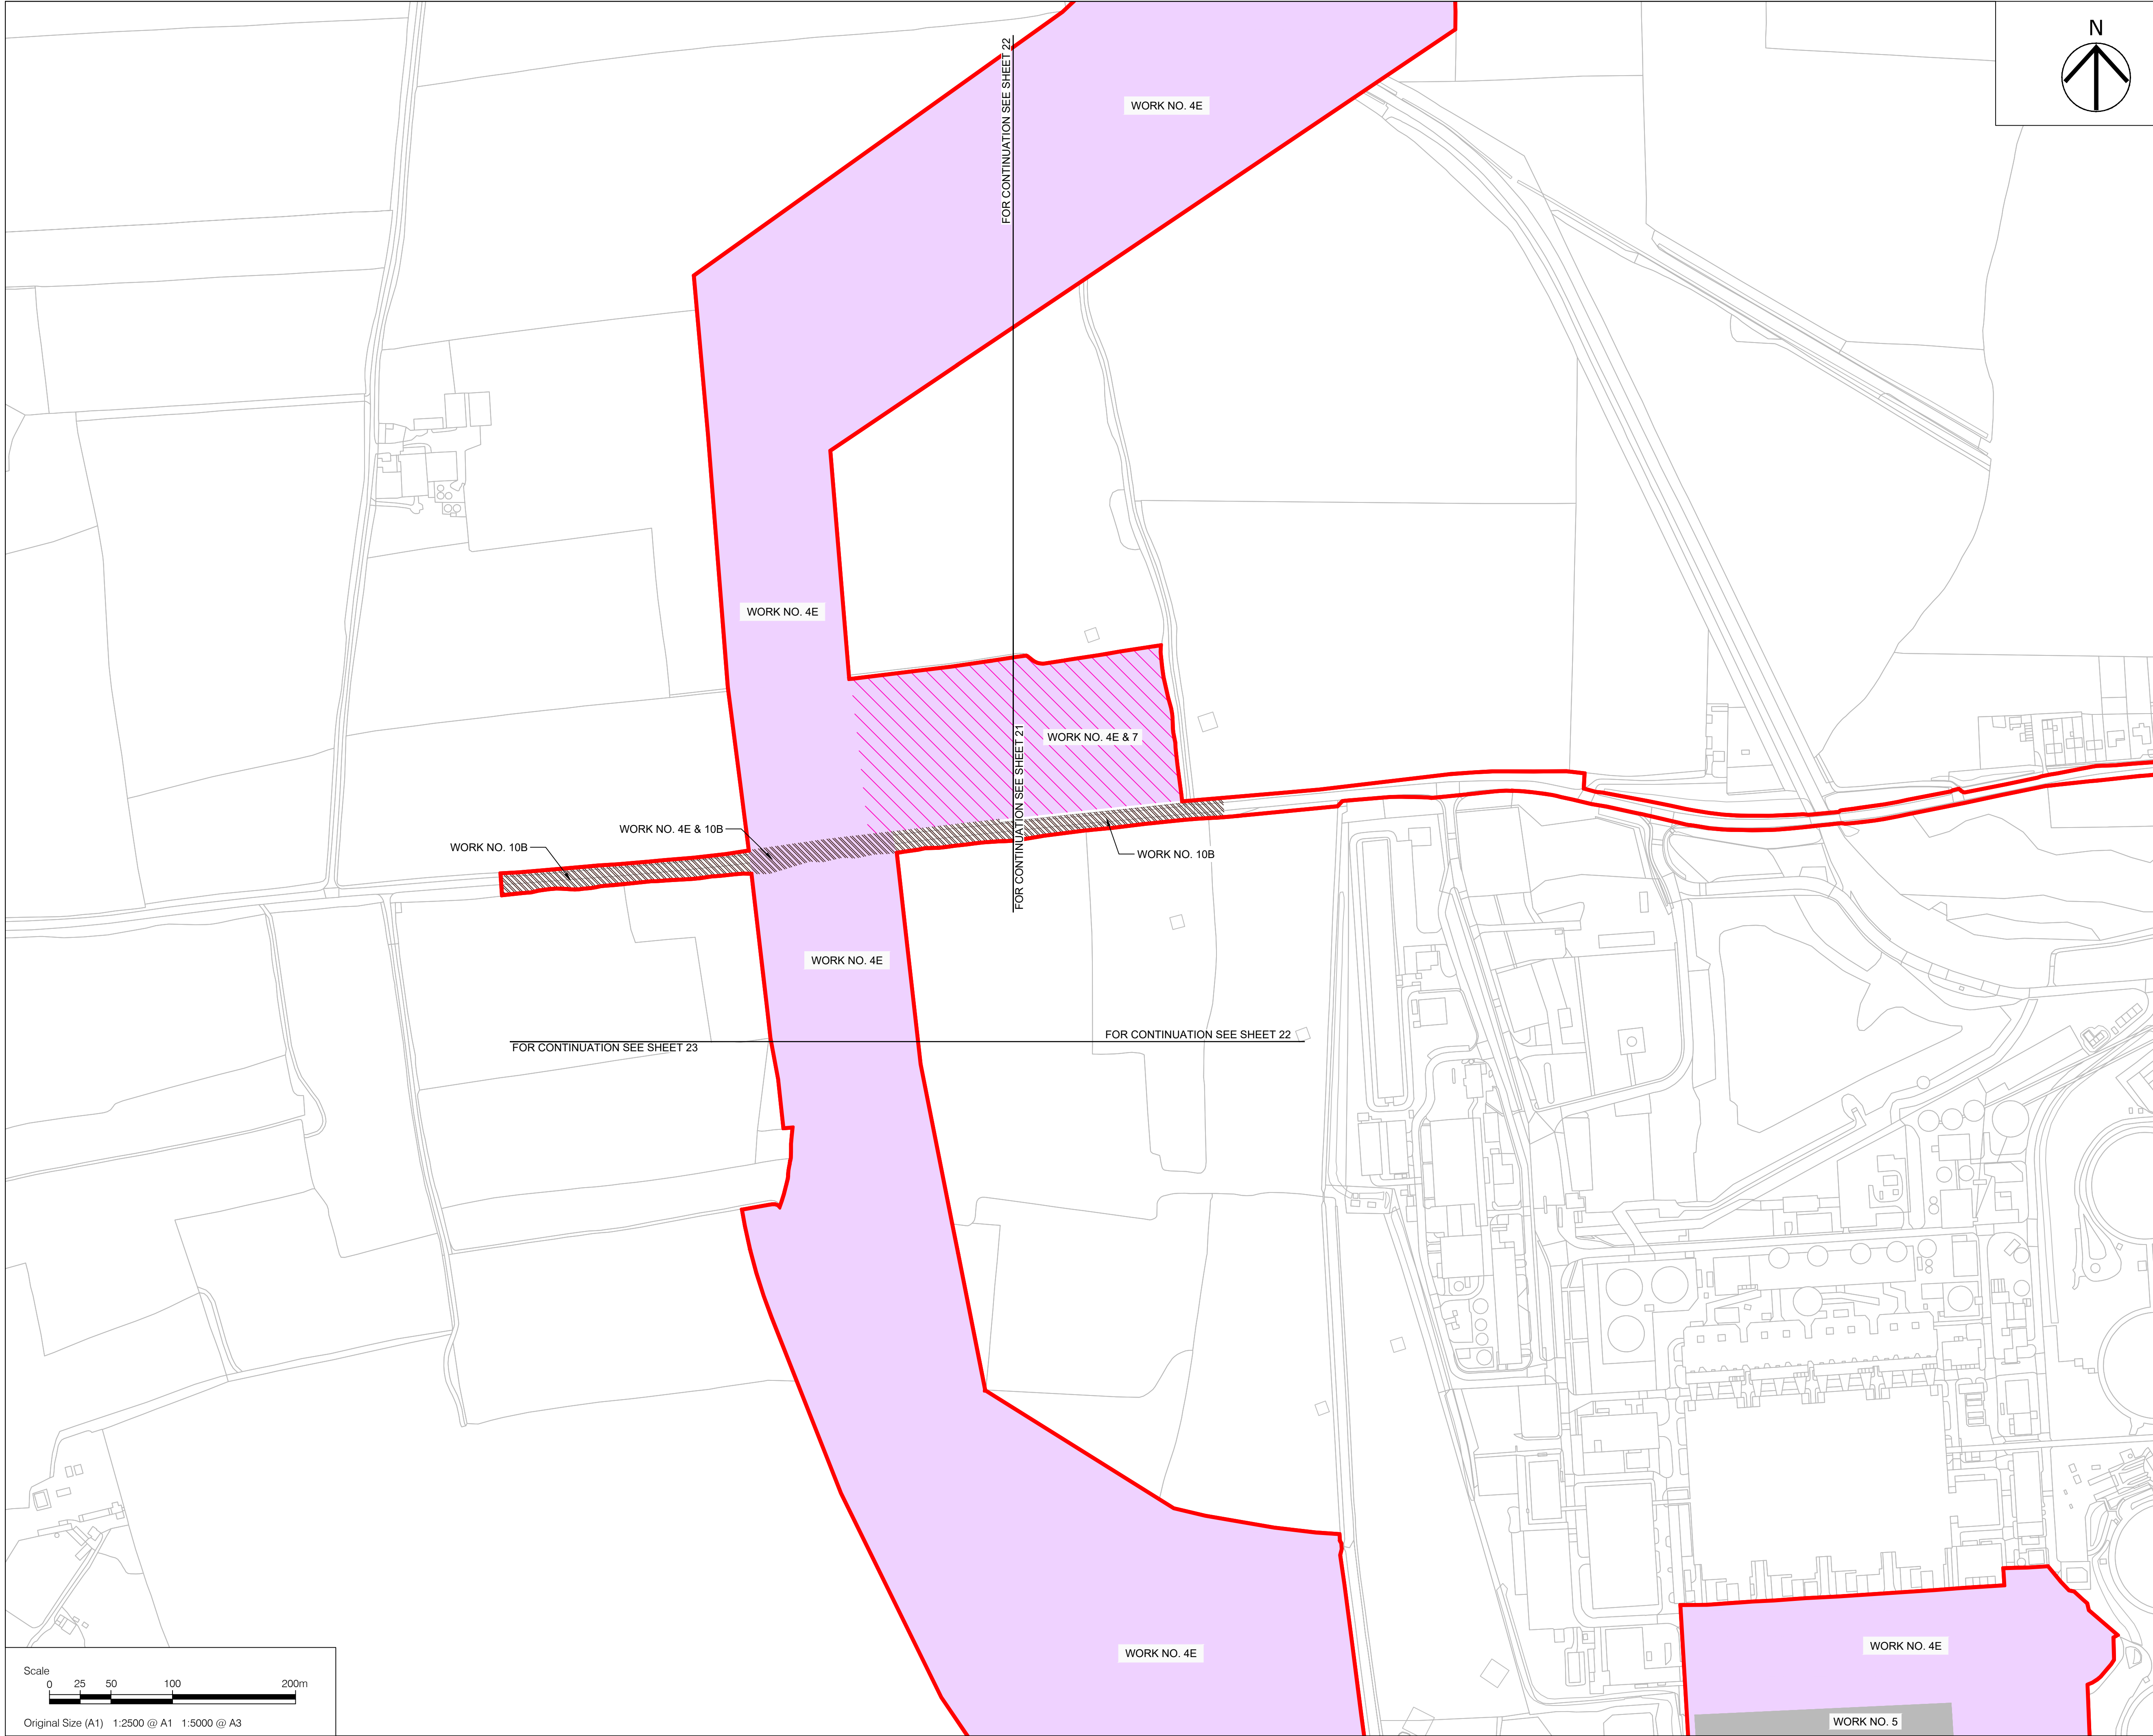 N
FOR CONTINUATION SEE SHEET 22
WORK NO. 4E
WORK NO. 4E
WORK NO. 4E & 7
FOR CONTINUATION SEE SHEET 21
WORK NO. 4E & 10B
WORK NO. 10B
WORK NO. 10B
WORK NO. 4E
FOR CONTINUATION SEE SHEET 22
FOR CONTINUATION SEE SHEET 23
WORK NO. 4E
WORK NO. 4E
WORK NO. 5
Scale
0 25 50 100 200m
Original Size (A1) 1:2500 @ A1 1:5000 @ A3